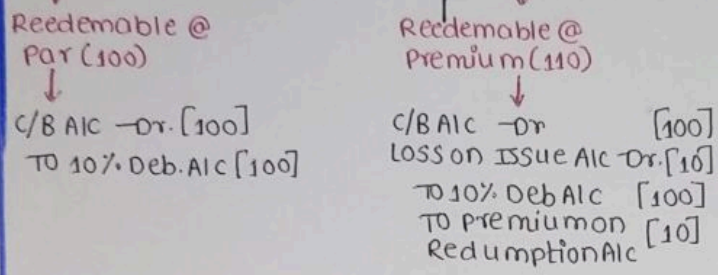 Reedemable @
Par (100)
↓
C/B A/C —Dr. [100]
TO 10% Deb. A/C [100]
Reedemable @
Premium (110)
↓
C/B A/C —Dr [100]
LOSS ON ISSUE A/C Dr. [10]
TO 10% Deb A/C [100]
TO Premium on [10]
Redumption A/C